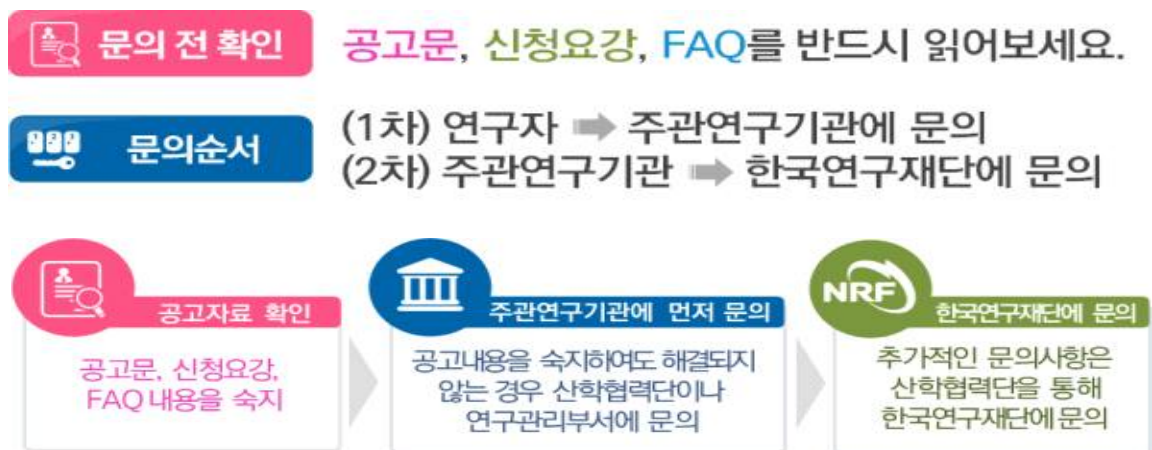 문의 전 확인
공고문, 신청요강, FAQ를 반드시 읽어보세요.
문의순서
(1차) 연구자 ➡ 주관연구기관에 문의
(2차) 주관연구기관 ➡ 한국연구재단에 문의
공고자료 확인
공고문, 신청요강,
FAQ 내용을 숙지
주관연구기관에 먼저 문의
공고내용을 숙지하여도 해결되지
않는 경우 산학협력단이나
연구관리부서에 문의
NRF
한국연구재단에 문의
추가적인 문의사항은
산학협력단을 통해
한국연구재단에 문의